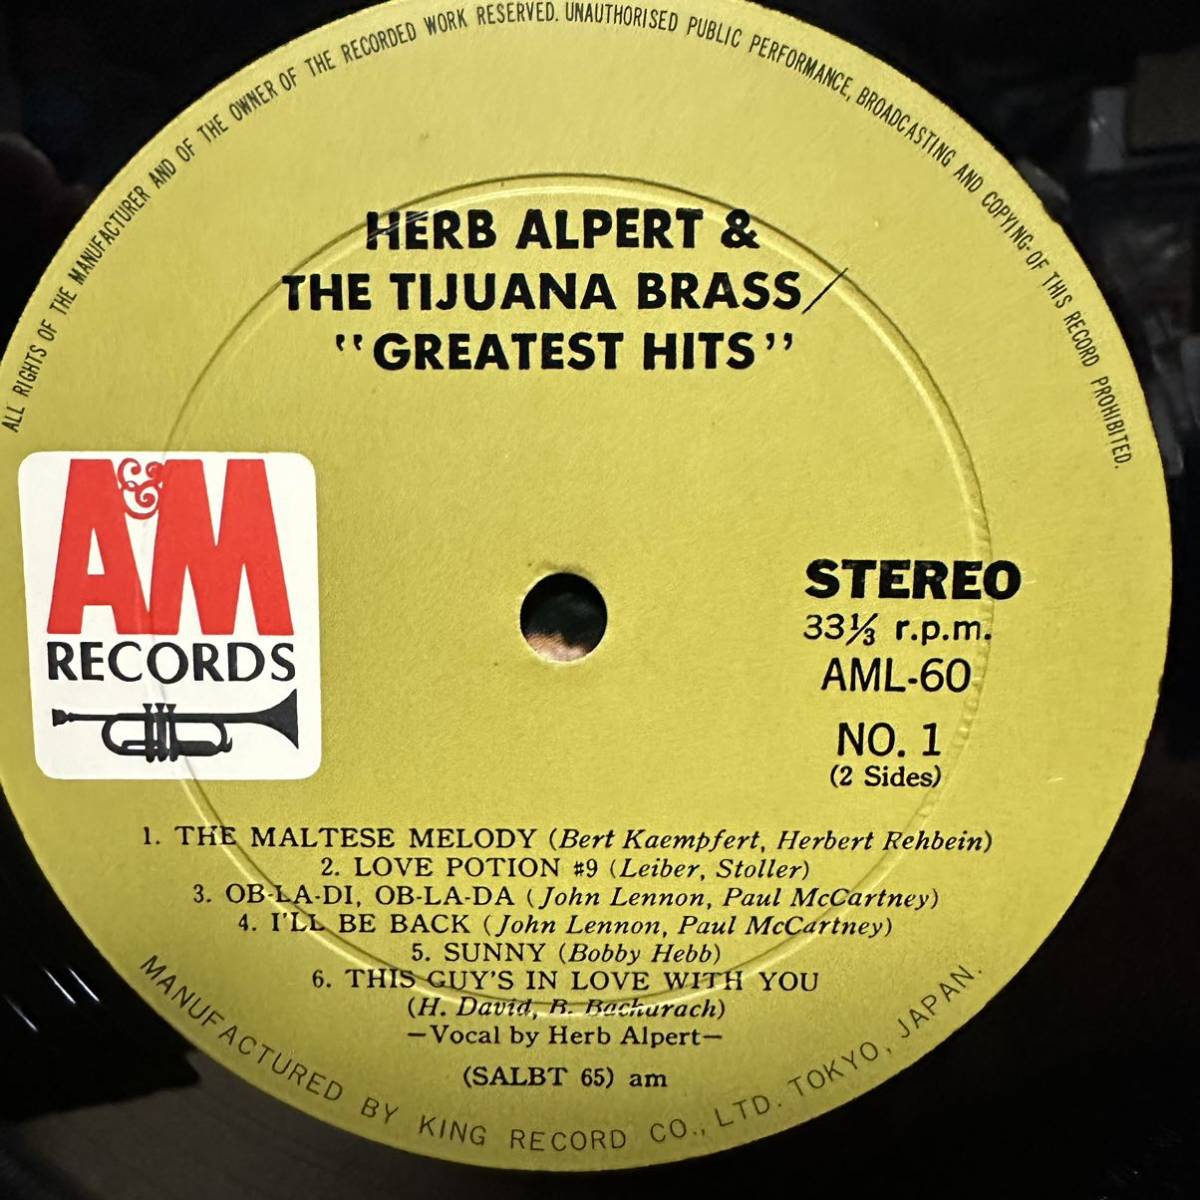 ALL RIGHTS OF THE MANUFACTURER AND OF THE OWNER OF THE RECORDED WORK RESERVED. UNAUTHORISED PUBLIC PERFORMANCE, BROADCASTING AND COPYING OF THIS RECORD PROHIBITED.
HERB ALPERT &
THE TIJUANA BRASS/
"GREATEST HITS"
A&M
RECORDS
STEREO
33⅓ r.p.m.
AML-60
NO. 1
(2 Sides)
1. THE MALTESE MELODY (Bert Kaempfert, Herbert Rehbein)
2. LOVE POTION #9 (Leiber, Stoller)
3. OB-LA-DI, OB-LA-DA (John Lennon, Paul McCartney)
4. I'LL BE BACK (John Lennon, Paul McCartney)
5. SUNNY (Bobby Hebb)
6. THIS GUY'S IN LOVE WITH YOU
(H. David, B. Bacharach)
—Vocal by Herb Alpert—
(SALBT 65) am
MANUFACTURED BY KING RECORD CO., LTD. TOKYO, JAPAN.